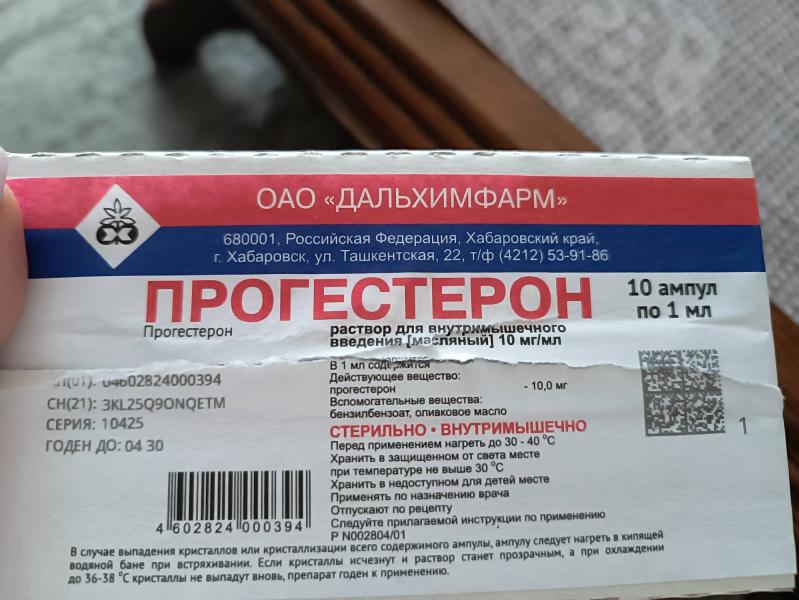 ОАО «ДАЛЬХИМФАРМ»
680001, Российская Федерация, Хабаровский край,
г. Хабаровск, ул. Ташкентская, 22, т/ф (4212) 53-91-86
ПРОГЕСТЕРОН
10 ампул
по 1 мл
Прогестерон
раствор для внутримышечного
введения [масляный] 10 мг/мл
В 1 мл содержится
Действующее вещество:
прогестерон - 10,0 мг
Вспомогательные вещества:
бензилбензоат, оливковое масло
04602824000394
СН(21): 3KL25Q9ONQETM
СЕРИЯ: 10425
ГОДЕН ДО: 04 30
1
СТЕРИЛЬНО • ВНУТРИМЫШЕЧНО
Перед применением нагреть до 30 - 40 °С
Хранить в защищенном от света месте
при температуре не выше 30 °С
Хранить в недоступном для детей месте
Применять по назначению врача
Отпускают по рецепту
Следуйте прилагаемой инструкции по применению
Р N002804/01
4 602824 000394
В случае выпадения кристаллов или кристаллизации всего содержимого ампулы, ампулу следует нагреть в кипящей
водяной бане при встряхивании. Если кристаллы исчезнут и раствор станет прозрачным, а при охлаждении
до 36-38 °С кристаллы не выпадут вновь, препарат годен к применению.